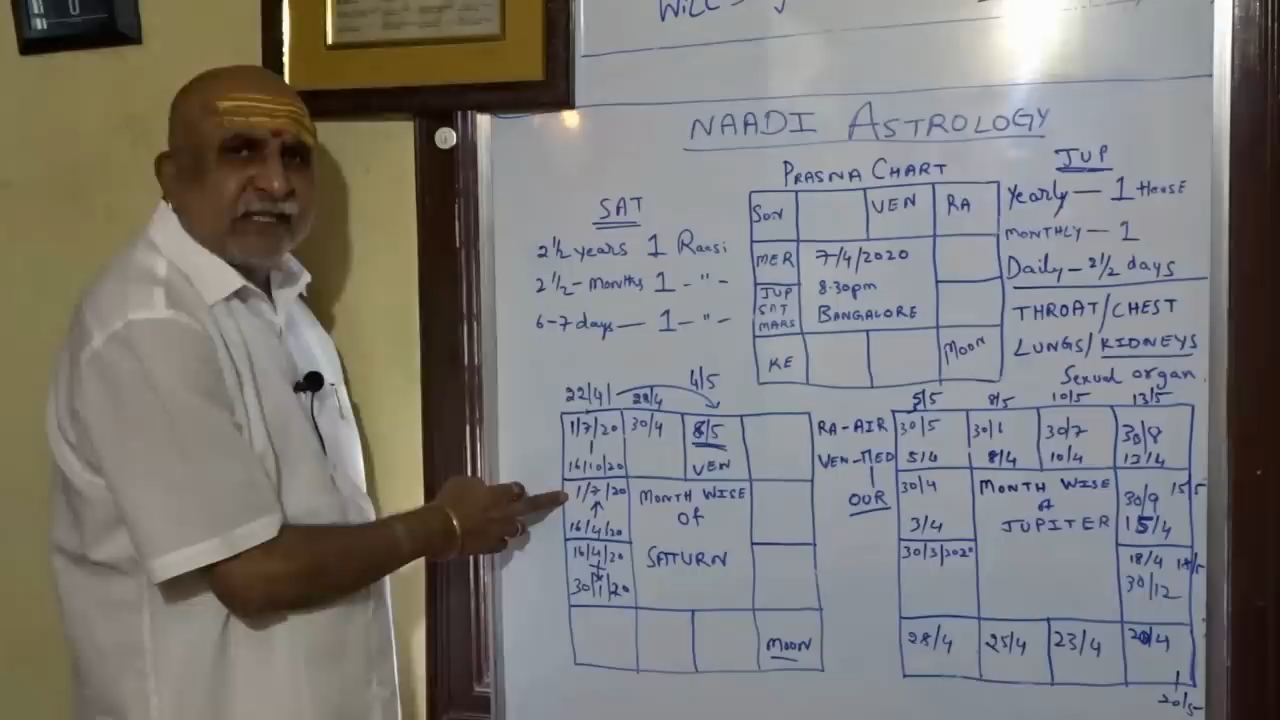 WILL
NAADI ASTROLOGY
PRASNA CHART
SUN
VEN
RA
MER
7/4/2020
8.30pm
BANGALORE
JUP
SAT
MARS
KE
MOON
SAT
2½ years 1 Raasi
2½ - months 1 - " -
6-7 days — 1 - " -
JUP
Yearly — 1 House
MONTHLY — 1
Daily — 2½ days
THROAT/CHEST
LUNGS/KIDNEYS
Sexual organ.
22/4
4/5
1/7/20
16/10/20
30/4
8/5
VEN
1/7/20
16/4/20
MONTH WISE
Of
SATURN
16/4/20
30/1/20
MOON
RA-AIR
VEN-MED
OUR
5/5
8/5
10/5
13/5
30/5
5/4
8/4
30/7
10/4
30/8
12/4
30/4
3/4
MONTH WISE
JUPITER
30/9
15/5
15/4
30/3/2020
18/4
18/5
30/12
28/4
25/4
23/4
20/4
20/5